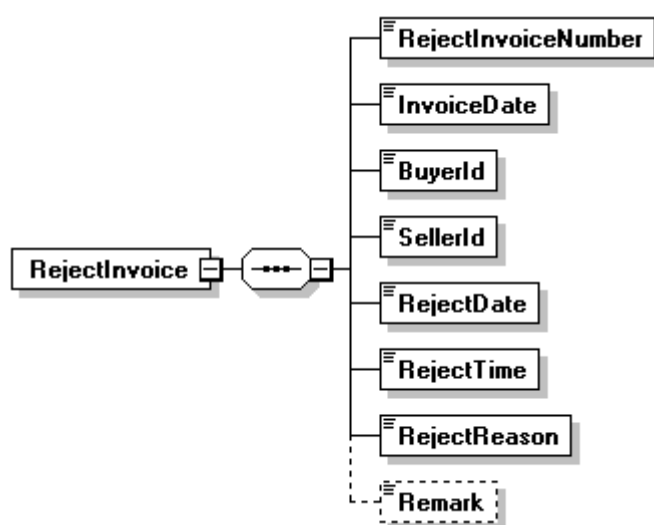 RejectInvoiceNumber
InvoiceDate
BuyerId
SellerId
RejectInvoice
RejectDate
RejectTime
RejectReason
Remark